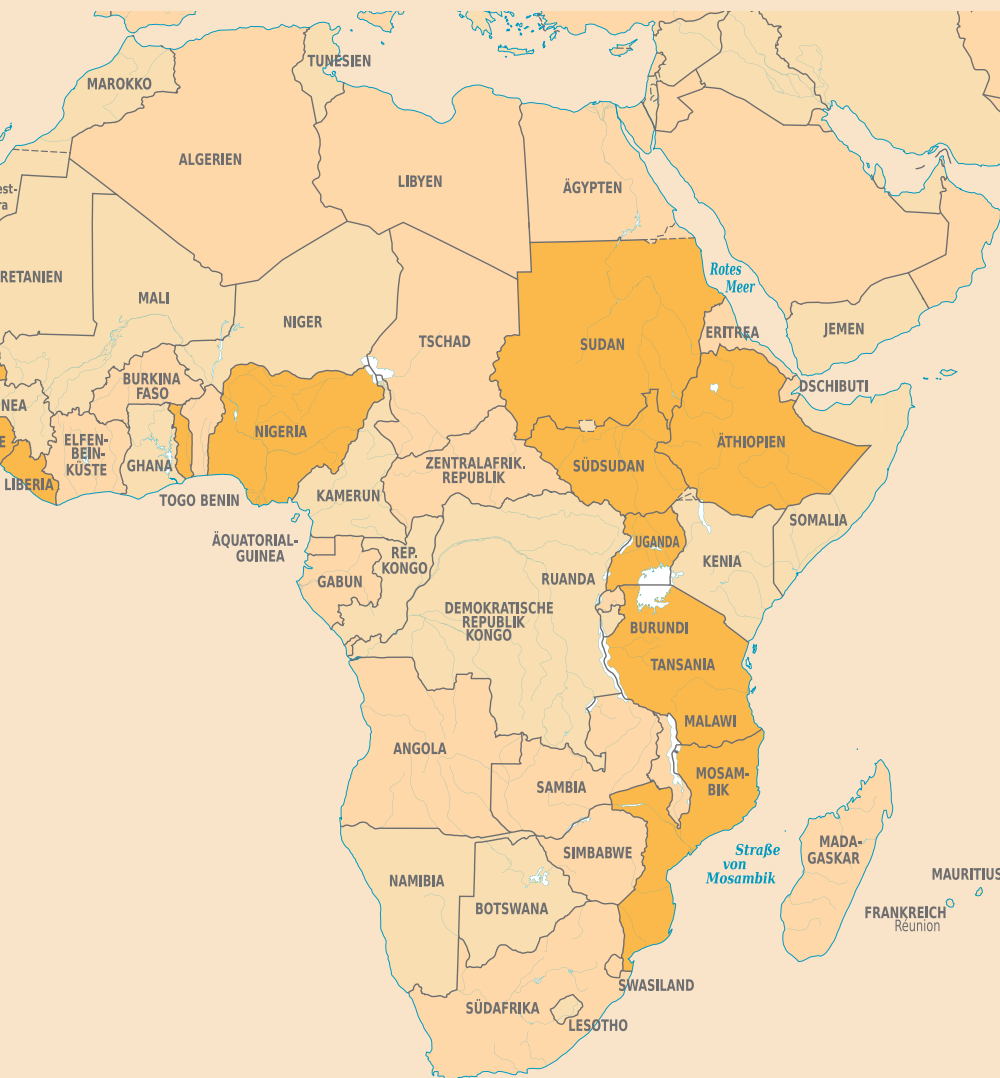 TUNESIEN
MAROKKO
ALGERIEN
LIBYEN
ÄGYPTEN
est-
ra
RETANIEN
MALI
NIGER
TSCHAD
SUDAN
Rotes
Meer
ERITREA
JEMEN
BURKINA
FASO
DSCHIBUTI
NEA
E
LIBERIA
ELFEN-
BEIN-
KÜSTE
GHANA
TOGO BENIN
NIGERIA
KAMERUN
ZENTRALAFRIK.
REPUBLIK
SÜDSUDAN
ÄTHIOPIEN
SOMALIA
ÄQUATORIAL-
GUINEA
GABUN
REP.
KONGO
UGANDA
KENIA
RUANDA
DEMOKRATISCHE
REPUBLIK
KONGO
BURUNDI
TANSANIA
MALAWI
ANGOLA
SAMBIA
MOSAM-
BIK
SIMBABWE
Straße
von
Mosambik
MADA-
GASKAR
MAURITIUS
NAMIBIA
BOTSWANA
FRANKREICH
Réunion
SWASILAND
SÜDAFRIKA
LESOTHO